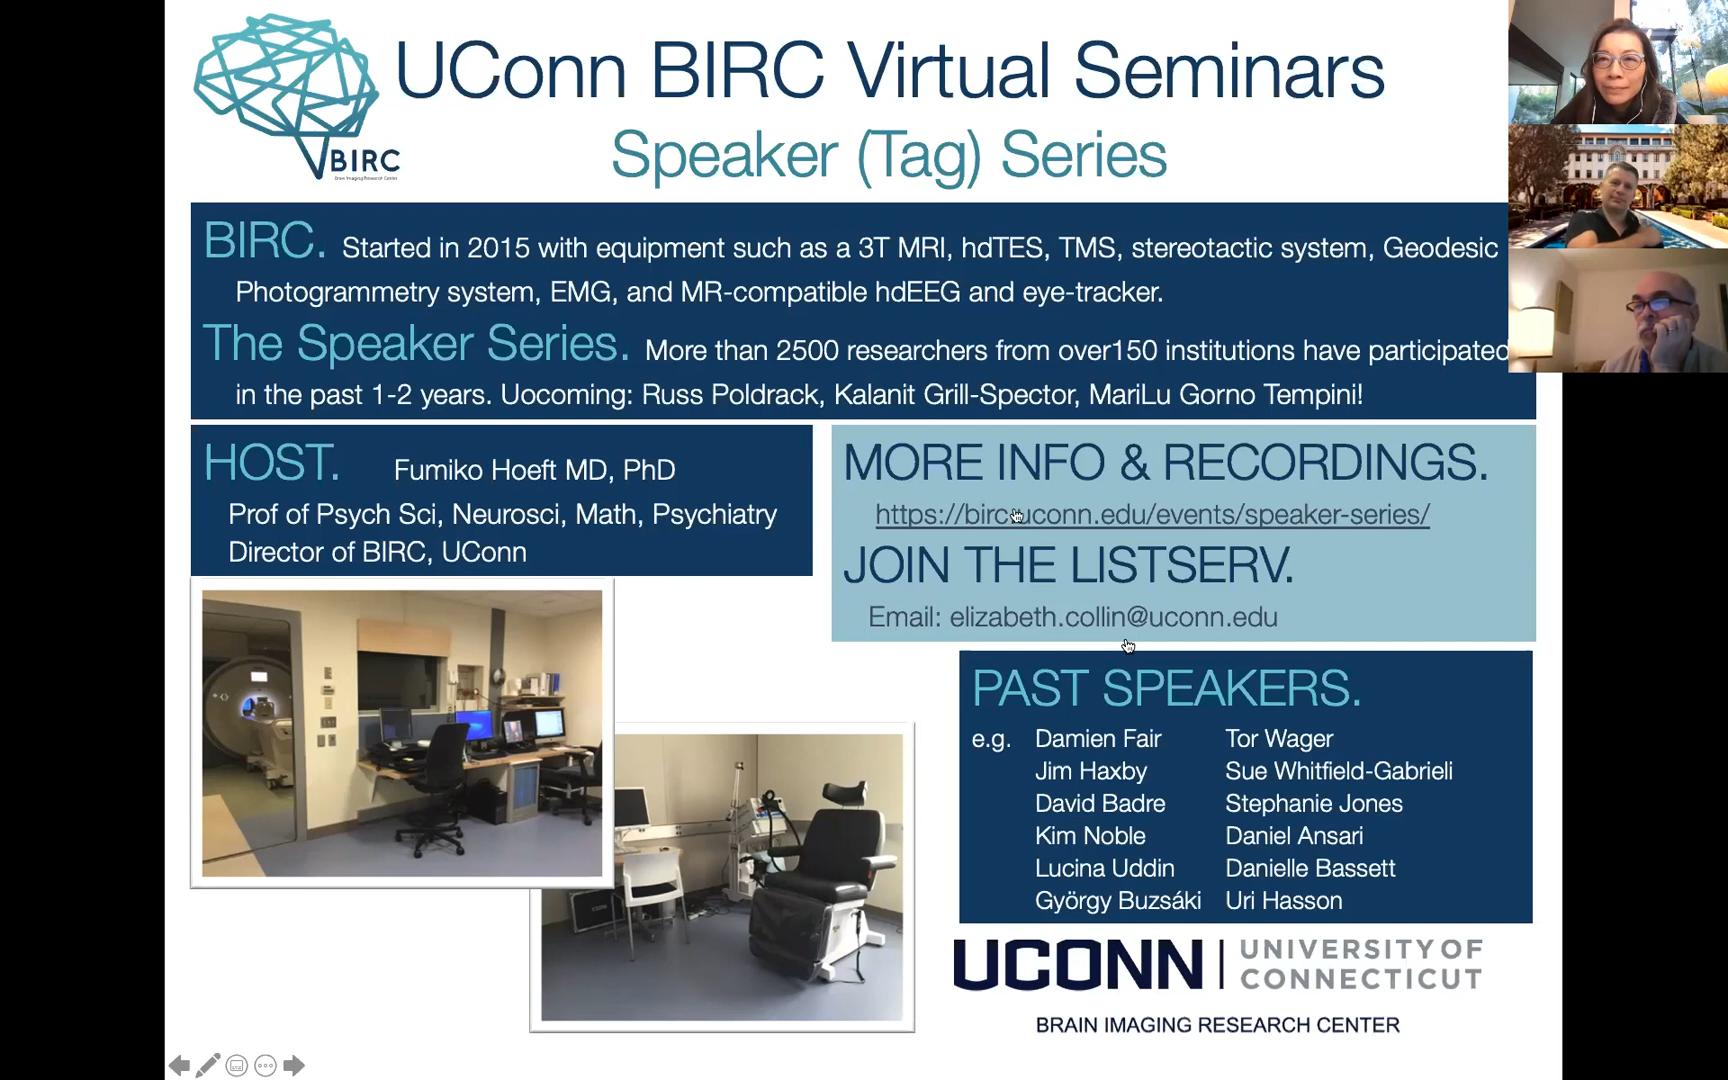 UConn BIRC Virtual Seminars
Speaker (Tag) Series
BIRC
Brain Imaging Research Center
BIRC. Started in 2015 with equipment such as a 3T MRI, hdTES, TMS, stereotactic system, Geodesic
Photogrammetry system, EMG, and MR-compatible hdEEG and eye-tracker.
The Speaker Series. More than 2500 researchers from over150 institutions have participated
in the past 1-2 years. Uocoming: Russ Poldrack, Kalanit Grill-Spector, MariLu Gorno Tempini!
HOST. Fumiko Hoeft MD, PhD
Prof of Psych Sci, Neurosci, Math, Psychiatry
Director of BIRC, UConn
MORE INFO & RECORDINGS.
https://birc.uconn.edu/events/speaker-series/
JOIN THE LISTSERV.
Email: elizabeth.collin@uconn.edu
PAST SPEAKERS.
e.g. Damien Fair Tor Wager
Jim Haxby Sue Whitfield-Gabrieli
David Badre Stephanie Jones
Kim Noble Daniel Ansari
Lucina Uddin Danielle Bassett
György Buzsáki Uri Hasson
UCONN | UNIVERSITY OF
CONNECTICUT
BRAIN IMAGING RESEARCH CENTER